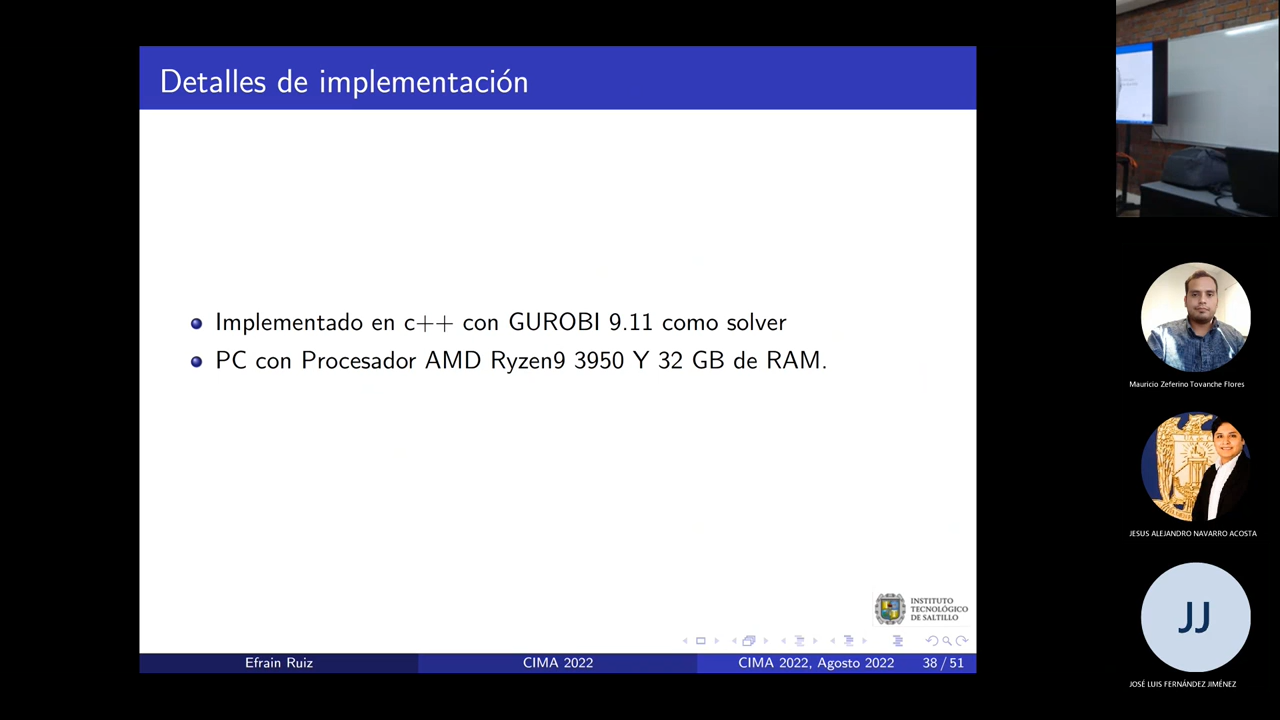 Detalles de implementación
Implementado en c++ con GUROBI 9.11 como solver
PC con Procesador AMD Ryzen9 3950 Y 32 GB de RAM.
INSTITUTO
TECNOLÓGICO
DE SALTILLO
Efrain Ruiz
CIMA 2022
CIMA 2022, Agosto 2022
38 / 51
Mauricio Zeferino Tovanche Flores
JESUS ALEJANDRO NAVARRO ACOSTA
JJ
JOSÉ LUIS FERNÁNDEZ JIMÉNEZ